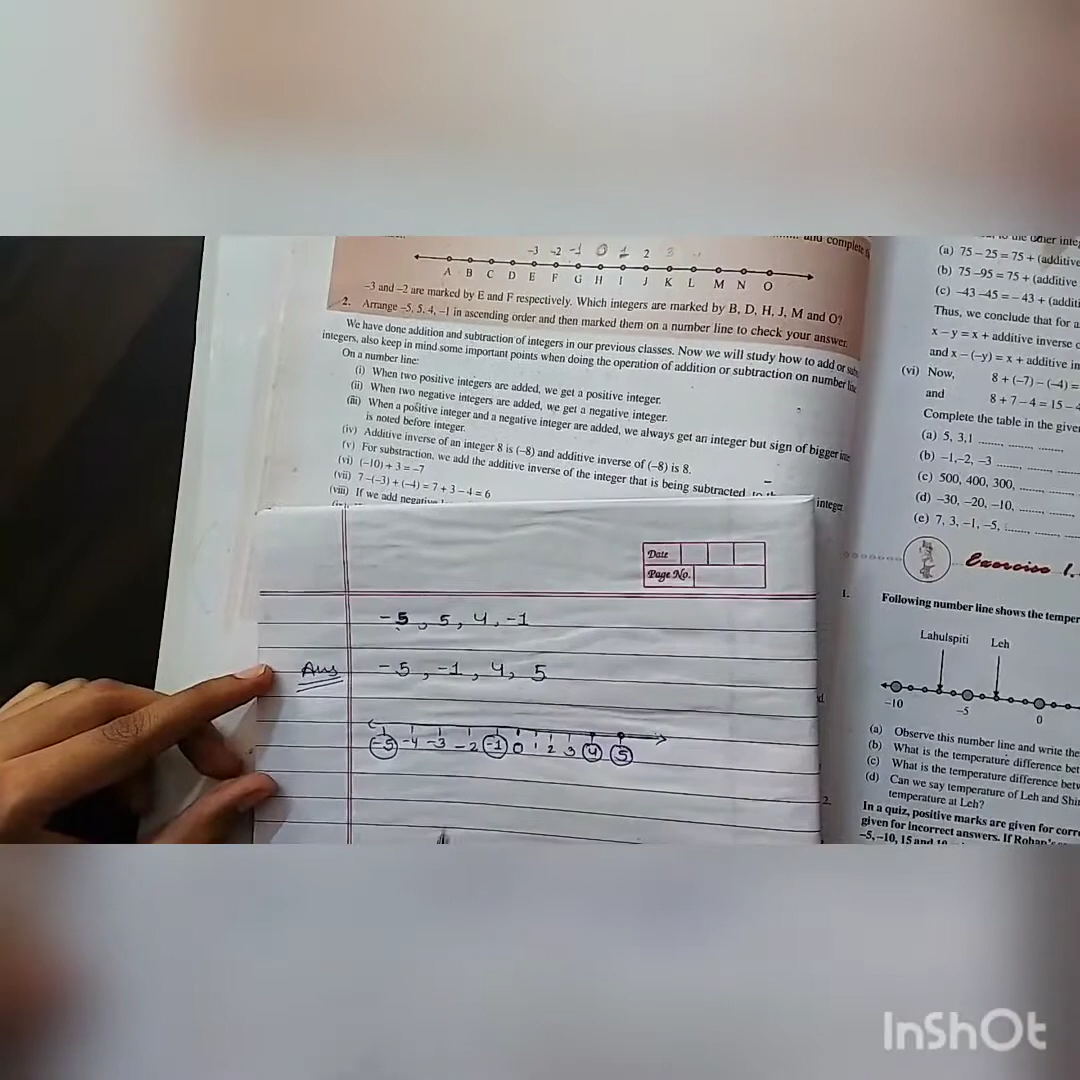 and complete
-3 -2 -1 0 1 2 3
A B C D E F G H I J K L M N O
–3 and –2 are marked by E and F respectively. Which integers are marked by B, D, H, J, M and O?
2. Arrange –5, 5, 4, –1 in ascending order and then marked them on a number line to check your answer.
We have done addition and subtraction of integers in our previous classes. Now we will study how to add or
integers, also keep in mind some important points when doing the operation of addition or subtraction on number
On a number line:
(i) When two positive integers are added, we get a positive integer.
(ii) When two negative integers are added, we get a negative integer.
(iii) When a positive integer and a negative integer are added, we always get an integer but sign of bigger
is noted before integer.
(iv) Additive inverse of an integer 8 is (–8) and additive inverse of (–8) is 8.
(v) For substraction, we add the additive inverse of the integer that is being subtracted integer
(vi) (–10) + 3 = –7
(vii) 7 –(–3) + (–4) = 7 + 3 – 4 = 6
(viii) If we add negative
Date
Page No.
-5, 5, 4, -1
Ans -5, -1, 4, 5
-5 -4 -3 -2 -1 0 1 2 3 4 5
(a) 75 – 25 = 75 + (additive
(b) 75 –95 = 75 + (additive
(c) –43 –45 = – 43 + (additi
Thus, we conclude that for a
x – y = x + additive inverse
and x – (–y) = x + additive in
(vi) Now, 8 + (–7) – (–4) =
and 8 + 7 – 4 = 15 –
Complete the table in the give
(a) 5, 3,1 ........ ........ ........
(b) –1,–2, –3 ........ ........ ........
(c) 500, 400, 300, ........ ........
(d) –30, –20, –10, ........ ........
(e) 7, 3, –1, –5, ........ ........
Exercise 1.
1. Following number line shows the temper
Lahulspiti Leh
–10 –5 0
(a) Observe this number line and write the
(b) What is the difference bet
(c) What is the temperature difference betw
(d) Can we say temperature of Leh and Shi
temperature at Leh?
2. In a quiz, positive marks are given for corr
given for incorrect answers. If Rohan's
–5, –10, 15 and 10
InShOt